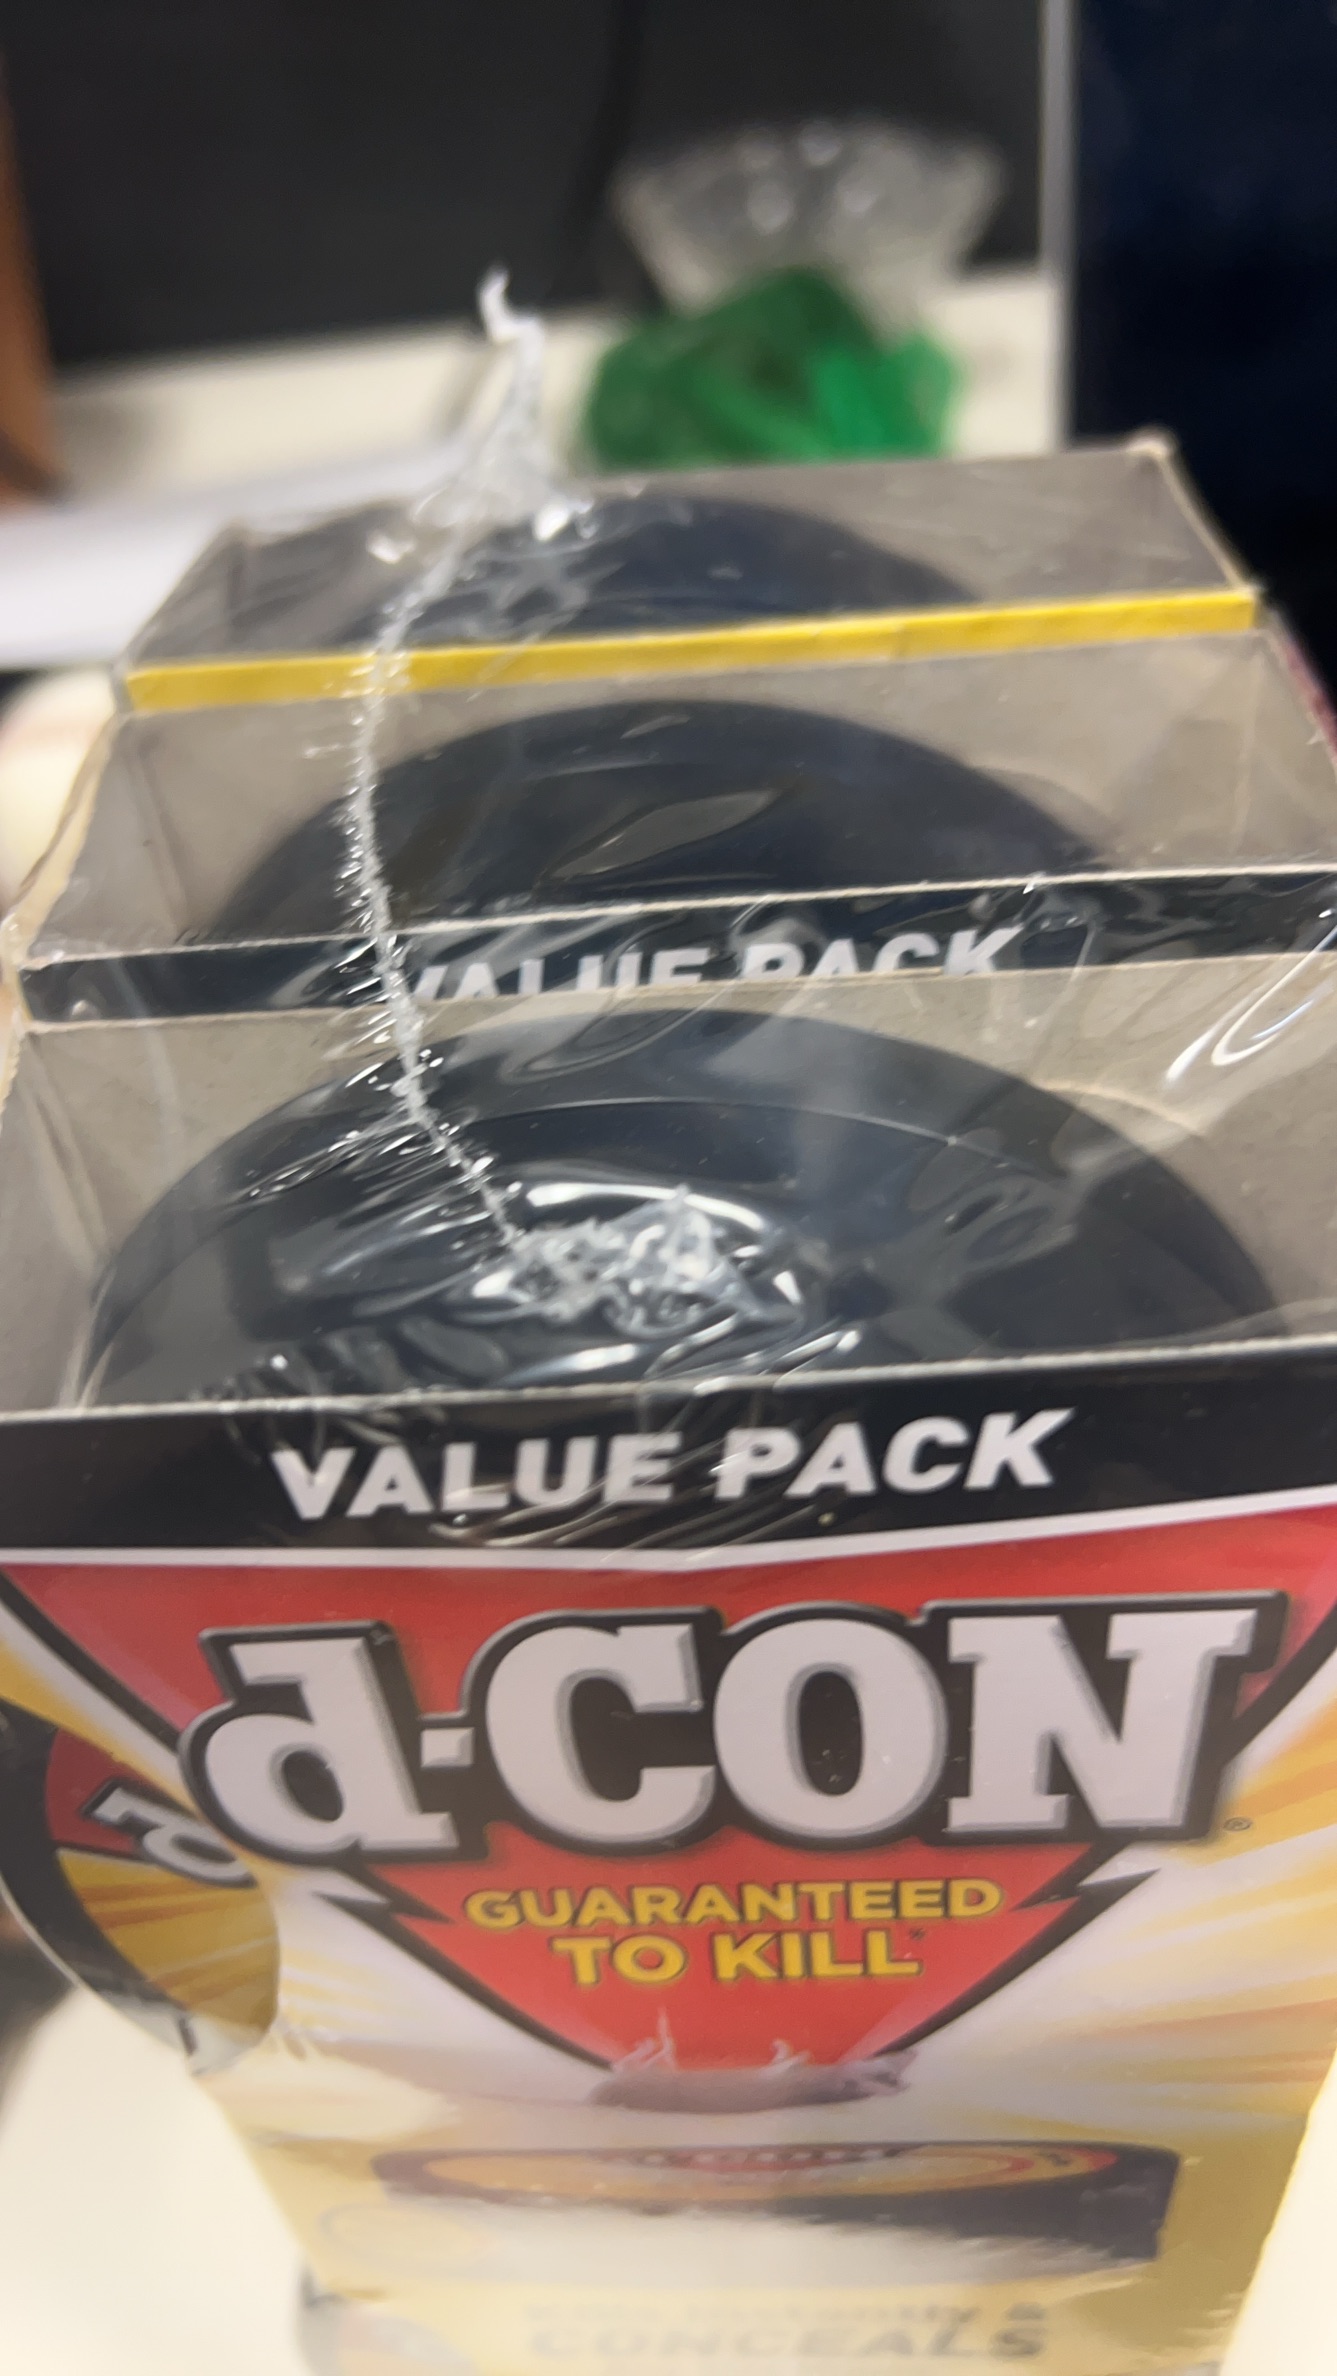 VALUE PACK
VALUE PACK
d-CON®
GUARANTEED
TO KILL*
d
CONCEALS